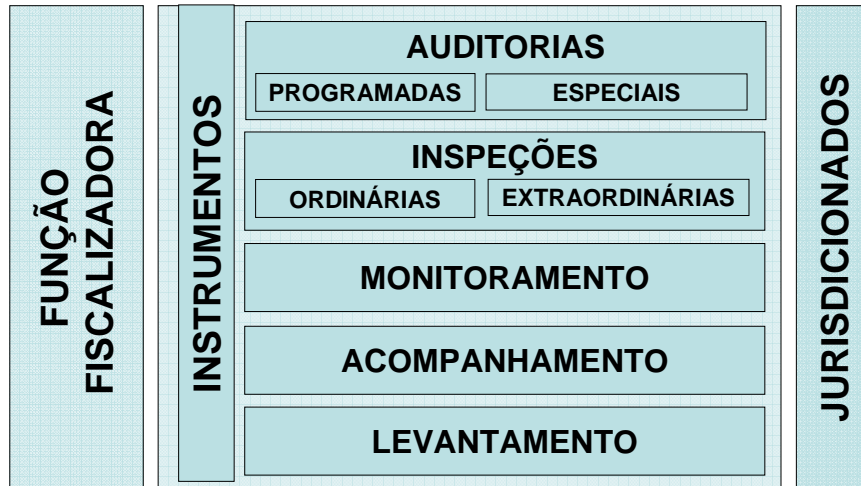 FUNÇÃO
FISCALIZADORA
INSTRUMENTOS
AUDITORIAS
PROGRAMADAS
ESPECIAIS
INSPEÇÕES
ORDINÁRIAS
EXTRAORDINÁRIAS
MONITORAMENTO
ACOMPANHAMENTO
LEVANTAMENTO
JURISDICIONADOS